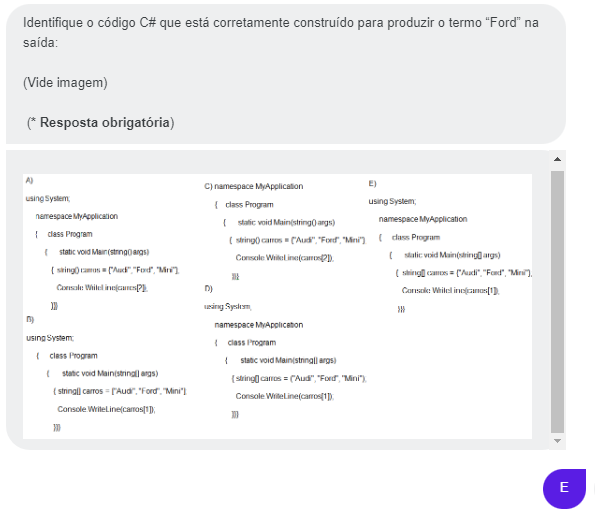 Identifique o código C# que está corretamente construído para produzir o termo “Ford” na
saída:
(Vide imagem)
(* Resposta obrigatória)
A)
using System;
namespace MyApplication
{ class Program
{ static void Main(string() args)
{ string() carros = {"Audi", "Ford", "Mini"};
Console.WriteLine(carros[2]);
}}}
B)
using System;
{ class Program
{ static void Main(string[] args)
{ string[] carros = {"Audi", "Ford", "Mini"}
Console.WriteLine(carros[1]);
}}}
C) namespace MyApplication
{ class Program
{ static void Main(string() args)
{ string() carros = {"Audi", "Ford", "Mini"}
Console.WriteLine(carros[2]);
}}}
D)
using System;
namespace MyApplication
{ class Program
{ static void Main(string[] args)
{ string[] carros = ("Audi", "Ford", "Mini");
Console.WriteLine(carros[1]);
}}}
E)
using System;
namespace MyApplication
{ class Program
{ static void Main(string[] args)
{ string[] carros = {"Audi", "Ford", "Mini"};
Console.WriteLine(carros[1]);
}}}
E